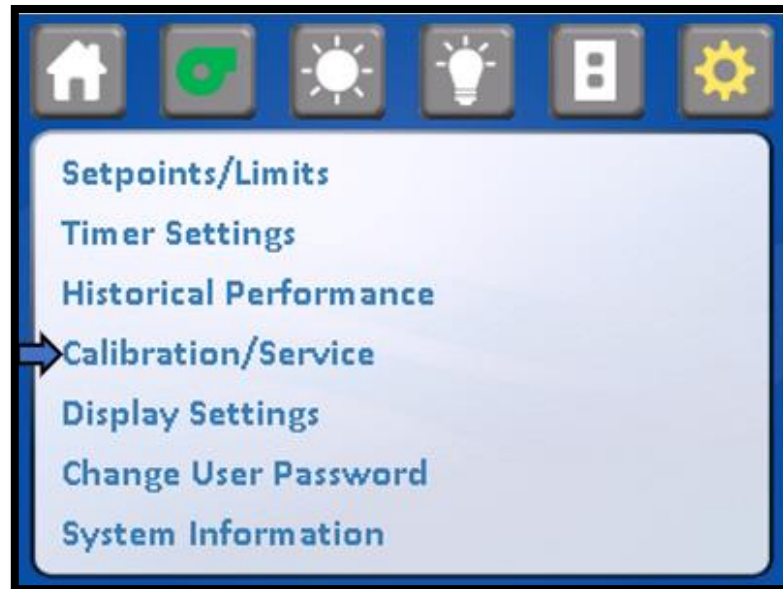 Setpoints/Limits
Timer Settings
Historical Performance
Calibration/Service
Display Settings
Change User Password
System Information